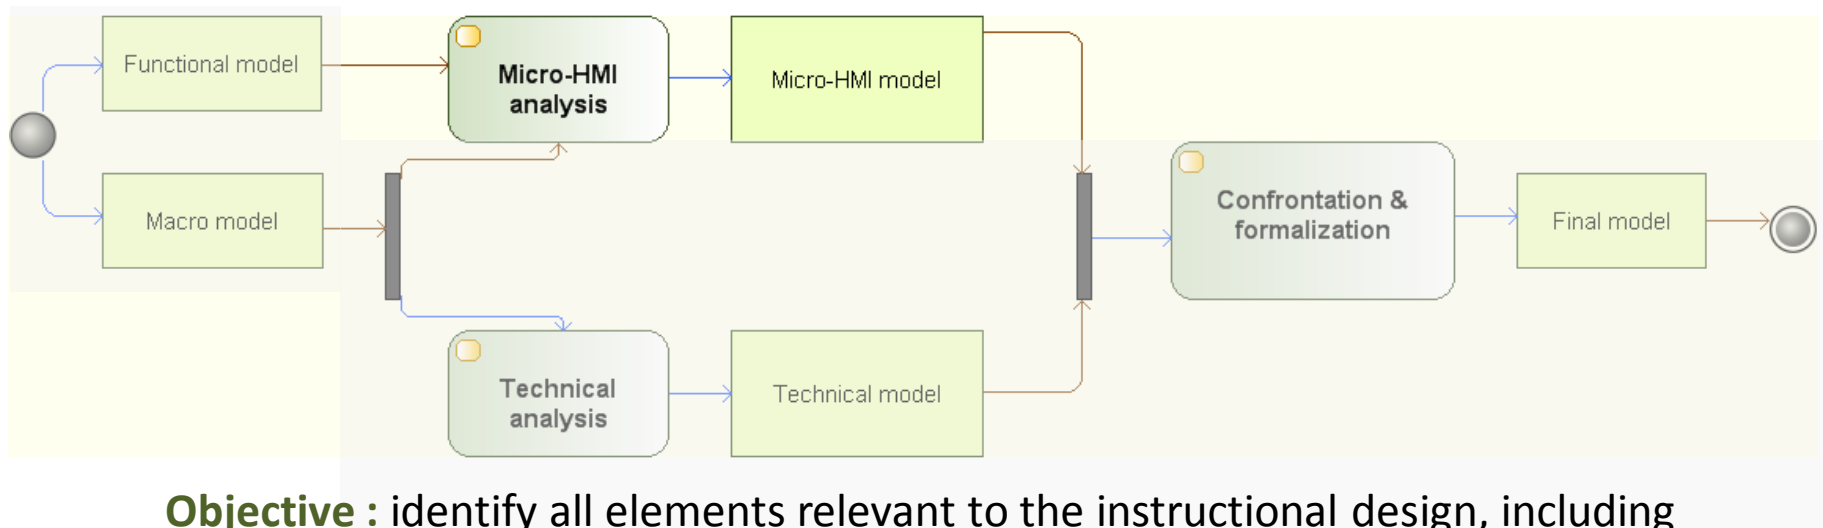 Functional model
Micro-HMI
analysis
Micro-HMI model
Macro model
Confrontation &
formalization
Final model
Technical
analysis
Technical model
Objective : identify all elements relevant to the instructional design, including